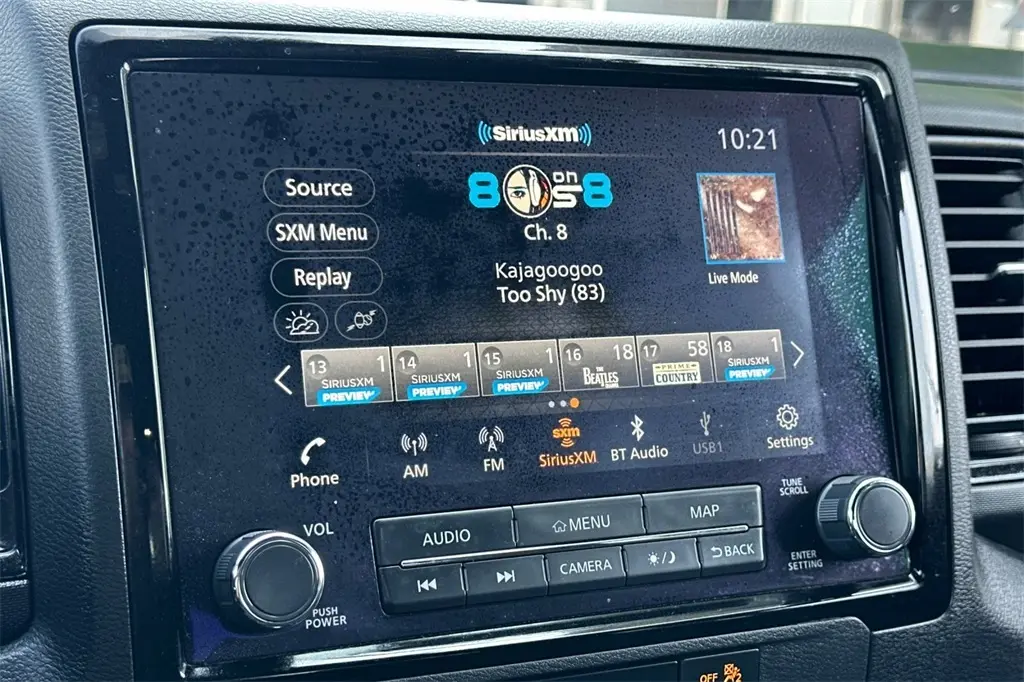 SiriusXM
10:21
Source
8 on 8
SXM Menu
Ch. 8
Replay
Kajagoogoo
Too Shy (83)
Live Mode
13 1
SIRIUSXM
PREVIEW
14 1
SIRIUSXM
PREVIEW
15 1
SIRIUSXM
PREVIEW
16 18
THE
BEATLES
17 58
PRIME
COUNTRY
18 1
SIRIUSXM
PREVIEW
Phone
AM
FM
sxm
SiriusXM
BT Audio
USB1
Settings
VOL
PUSH
POWER
AUDIO
MENU
MAP
CAMERA
BACK
TUNE
SCROLL
ENTER
SETTING
OFF